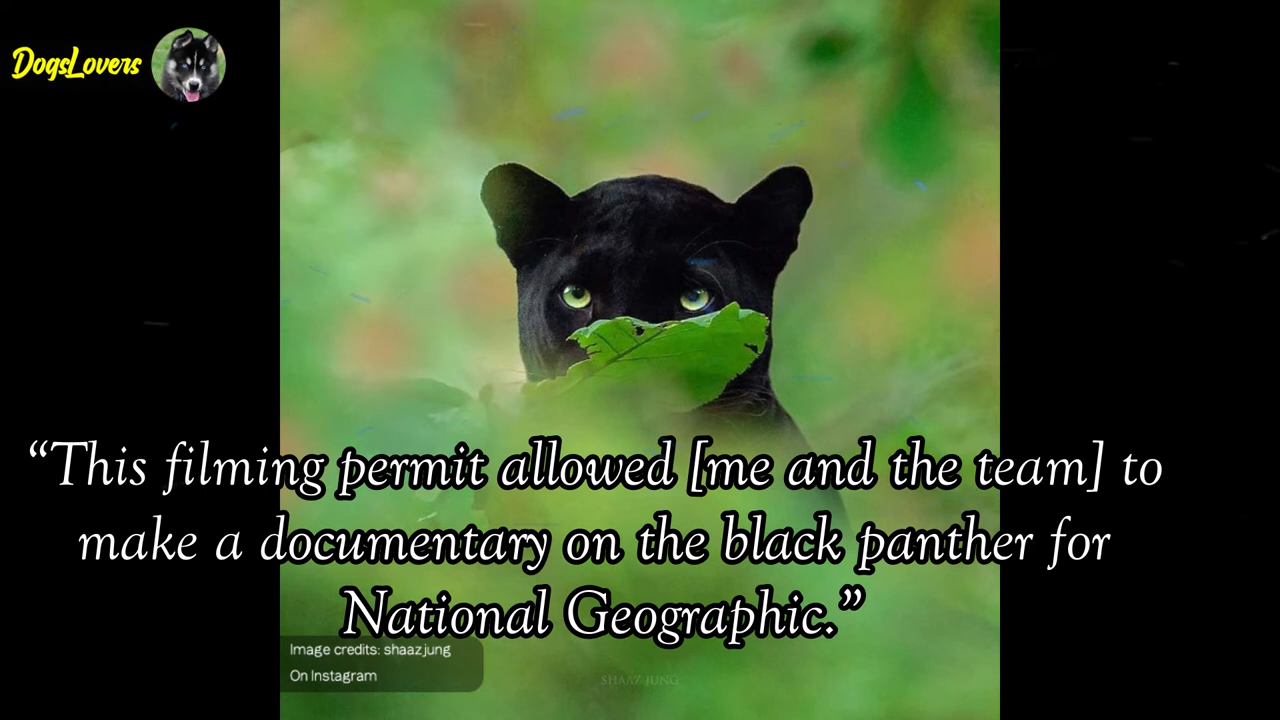 DogsLovers
“This filming permit allowed [me and the team] to
make a documentary on the black panther for
National Geographic.”
Image credits: shaazjung
On Instagram
SHAAZ JUNG